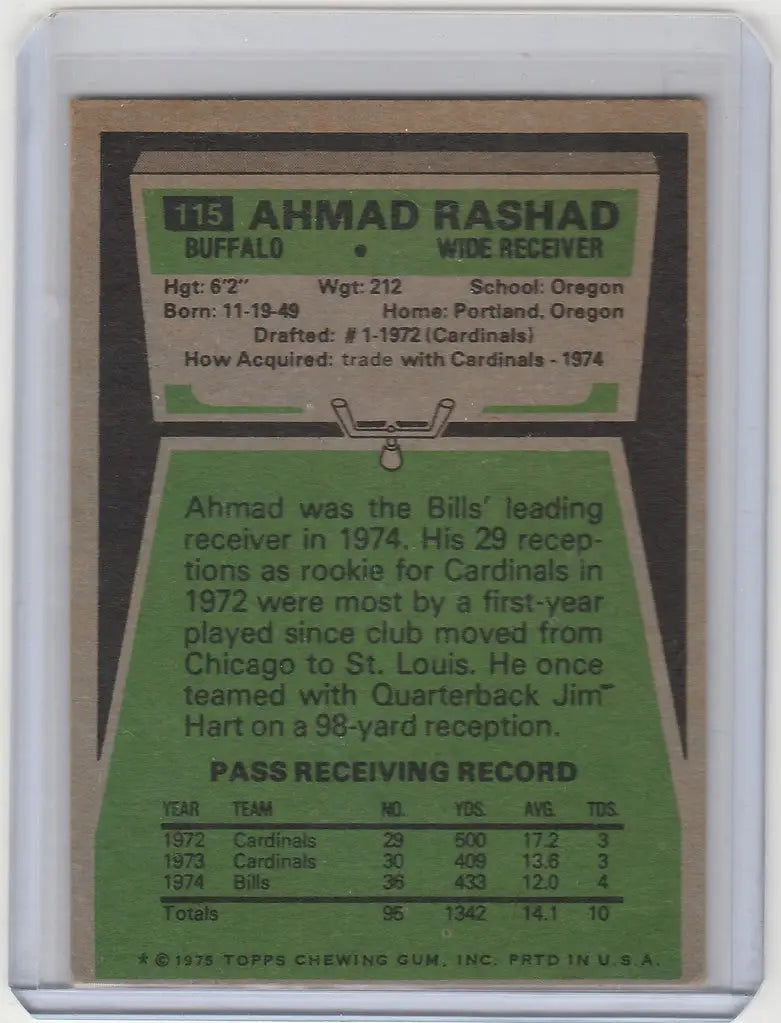 115 AHMAD RASHAD
BUFFALO • WIDE RECEIVER
Hgt: 6'2" Wgt: 212 School: Oregon
Born: 11-19-49 Home: Portland, Oregon
Drafted: #1-1972 (Cardinals)
How Acquired: trade with Cardinals - 1974
Ahmad was the Bills' leading
receiver in 1974. His 29 recep-
tions as rookie for Cardinals in
1972 were most by a first-year
played since club moved from
Chicago to St. Louis. He once
teamed with Quarterback Jim
Hart on a 98-yard reception.
PASS RECEIVING RECORD
YEAR TEAM NO. YDS. AVG. TDS.
1972 Cardinals 29 500 17.2 3
1973 Cardinals 30 409 13.6 3
1974 Bills 36 433 12.0 4
Totals 95 1342 14.1 10
* © 1975 TOPPS CHEWING GUM, INC. PRTD IN U.S.A.